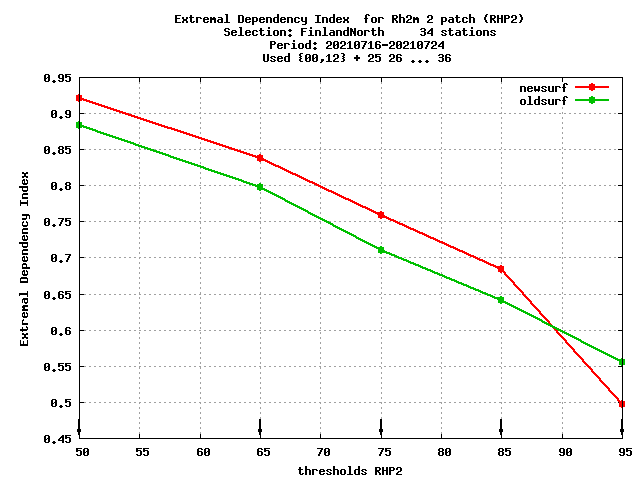 Extremal Dependency Index  for Rh2m 2 patch (RHP2)
Selection: FinlandNorth     34 stations
Period: 20210716-20210724
Used {00,12} + 25 26 ... 36
newsurf
oldsurf
Extremal Dependency Index
0.95
0.9
0.85
0.8
0.75
0.7
0.65
0.6
0.55
0.5
0.45
50 55 60 65 70 75 80 85 90 95
thresholds RHP2